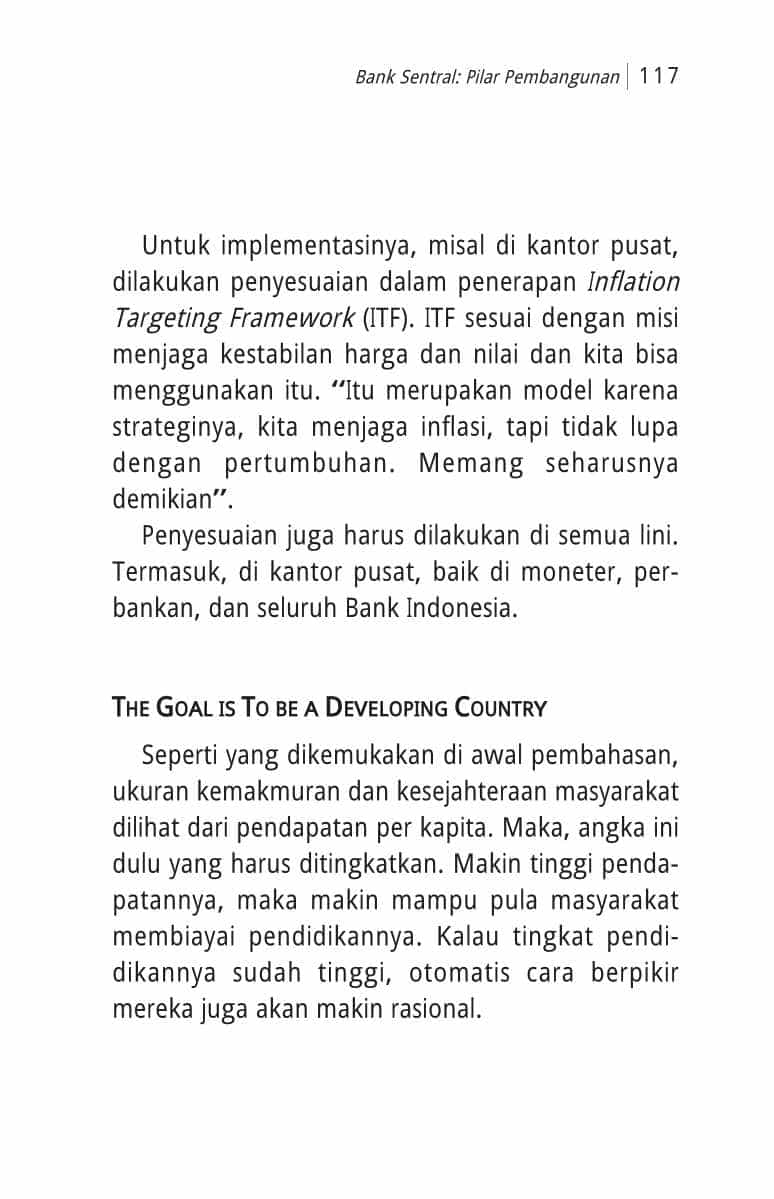 Bank Sentral: Pilar Pembangunan | 117
Untuk implementasinya, misal di kantor pusat,
dilakukan penyesuaian dalam penerapan Inflation
Targeting Framework (ITF). ITF sesuai dengan misi
menjaga kestabilan harga dan nilai dan kita bisa
menggunakan itu. “Itu merupakan model karena
strateginya, kita menjaga inflasi, tapi tidak lupa
dengan pertumbuhan. Memang seharusnya
demikian”.
Penyesuaian juga harus dilakukan di semua lini.
Termasuk, di kantor pusat, baik di moneter, per-
bankan, dan seluruh Bank Indonesia.
THE GOAL IS TO BE A DEVELOPING COUNTRY
Seperti yang dikemukakan di awal pembahasan,
ukuran kemakmuran dan kesejahteraan masyarakat
dilihat dari pendapatan per kapita. Maka, angka ini
dulu yang harus ditingkatkan. Makin tinggi penda-
patannya, maka makin mampu pula masyarakat
membiayai pendidikannya. Kalau tingkat pendi-
dikannya sudah tinggi, otomatis cara berpikir
mereka juga akan makin rasional.